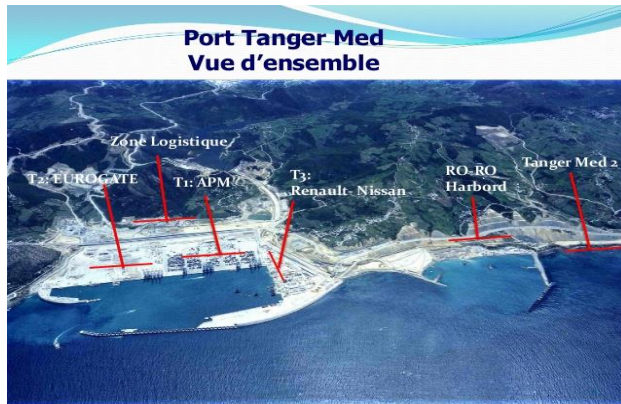 Port Tanger Med
Vue d'ensemble
Zone Logistique
T2: EUROGATE
T1: APM
T3:
Renault- Nissan
RO-RO
Harbord
Tanger Med 2